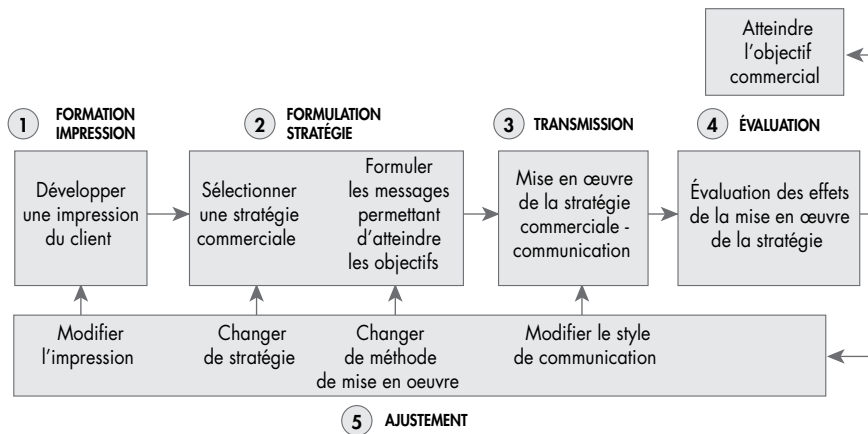 Atteindre
l'objectif
commercial
1 FORMATION
IMPRESSION
2 FORMULATION
STRATÉGIE
3 TRANSMISSION
4 ÉVALUATION
Développer
une impression
du client
Sélectionner
une stratégie
commerciale
Formuler
les messages
permettant
d'atteindre
les objectifs
Mise en œuvre
de la stratégie
commerciale -
communication
Évaluation des effets
de la mise en œuvre
de la stratégie
Modifier
l'impression
Changer
de stratégie
Changer
de méthode
de mise en oeuvre
Modifier le style
de communication
5 AJUSTEMENT